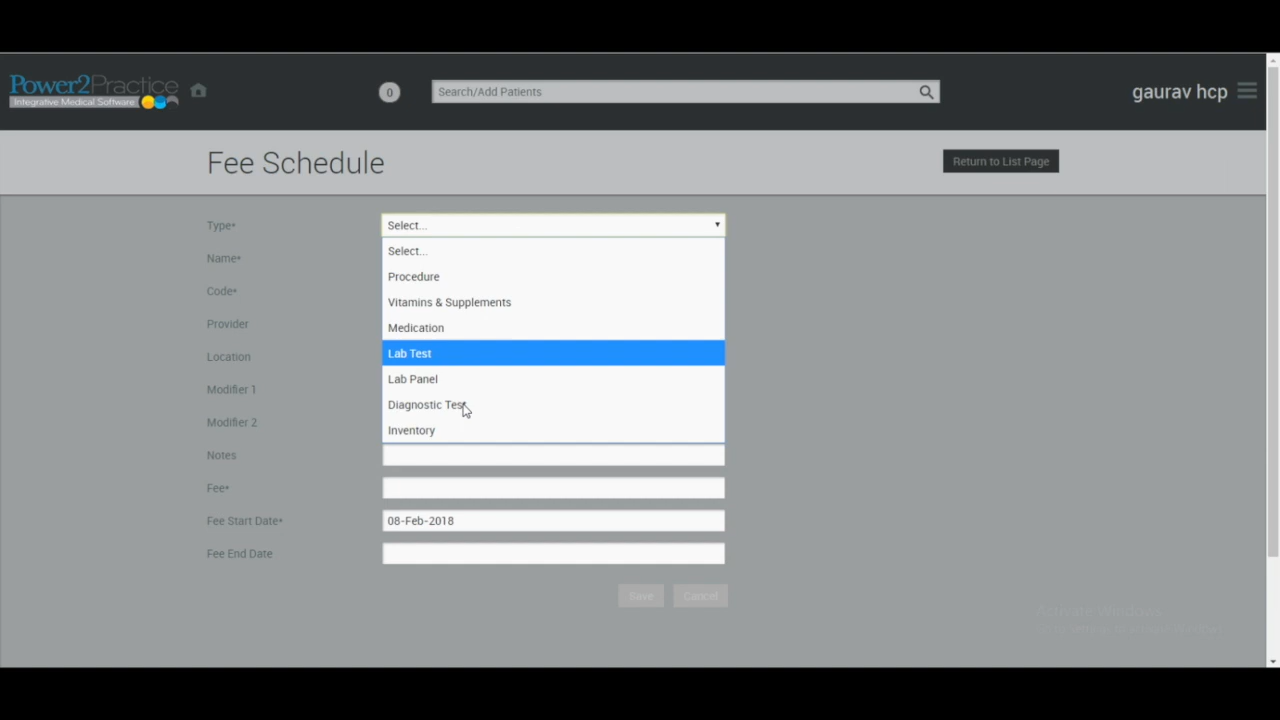 Power2Practice
Integrative Medical Software
0
Search/Add Patients
gaurav hcp
Fee Schedule
Return to List Page
Type*
Select...
Select...
Name*
Procedure
Code*
Vitamins & Supplements
Provider
Medication
Location
Lab Test
Lab Panel
Modifier 1
Diagnostic Test
Modifier 2
Inventory
Notes
Fee*
Fee Start Date*
08-Feb-2018
Fee End Date
Save
Cancel
Activate Windows